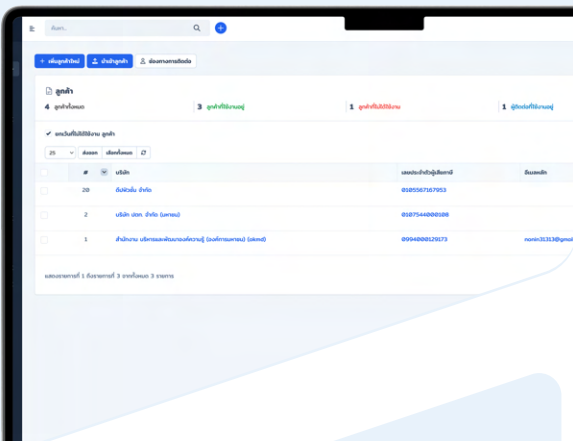 ค้นหา...
+ เพิ่มลูกค้าใหม่ นำเข้าลูกค้า ช่องทางการติดต่อ
ลูกค้า
4 ลูกค้าทั้งหมด 3 ลูกค้าที่ใช้งานอยู่ 1 ลูกค้าที่ไม่ได้ใช้งาน 1 ผู้ติดต่อที่ใช้งานอยู่
ยกเว้นที่ไม่ได้ใช้งาน ลูกค้า
25 ส่งออก เลือกทั้งหมด
# บริษัท เลขประจำตัวผู้เสียภาษี อีเมลหลัก
20 ดีปพิวชั่น จำกัด 0105567167953
2 บริษัท ปตท. จำกัด (มหาชน) 0107544000108
1 สำนักงาน บริหารและพัฒนาองค์ความรู้ (องค์การมหาชน) (okmd) 0994000129173
แสดงรายการที่ 1 ถึงรายการที่ 3 จากทั้งหมด 3 รายการ